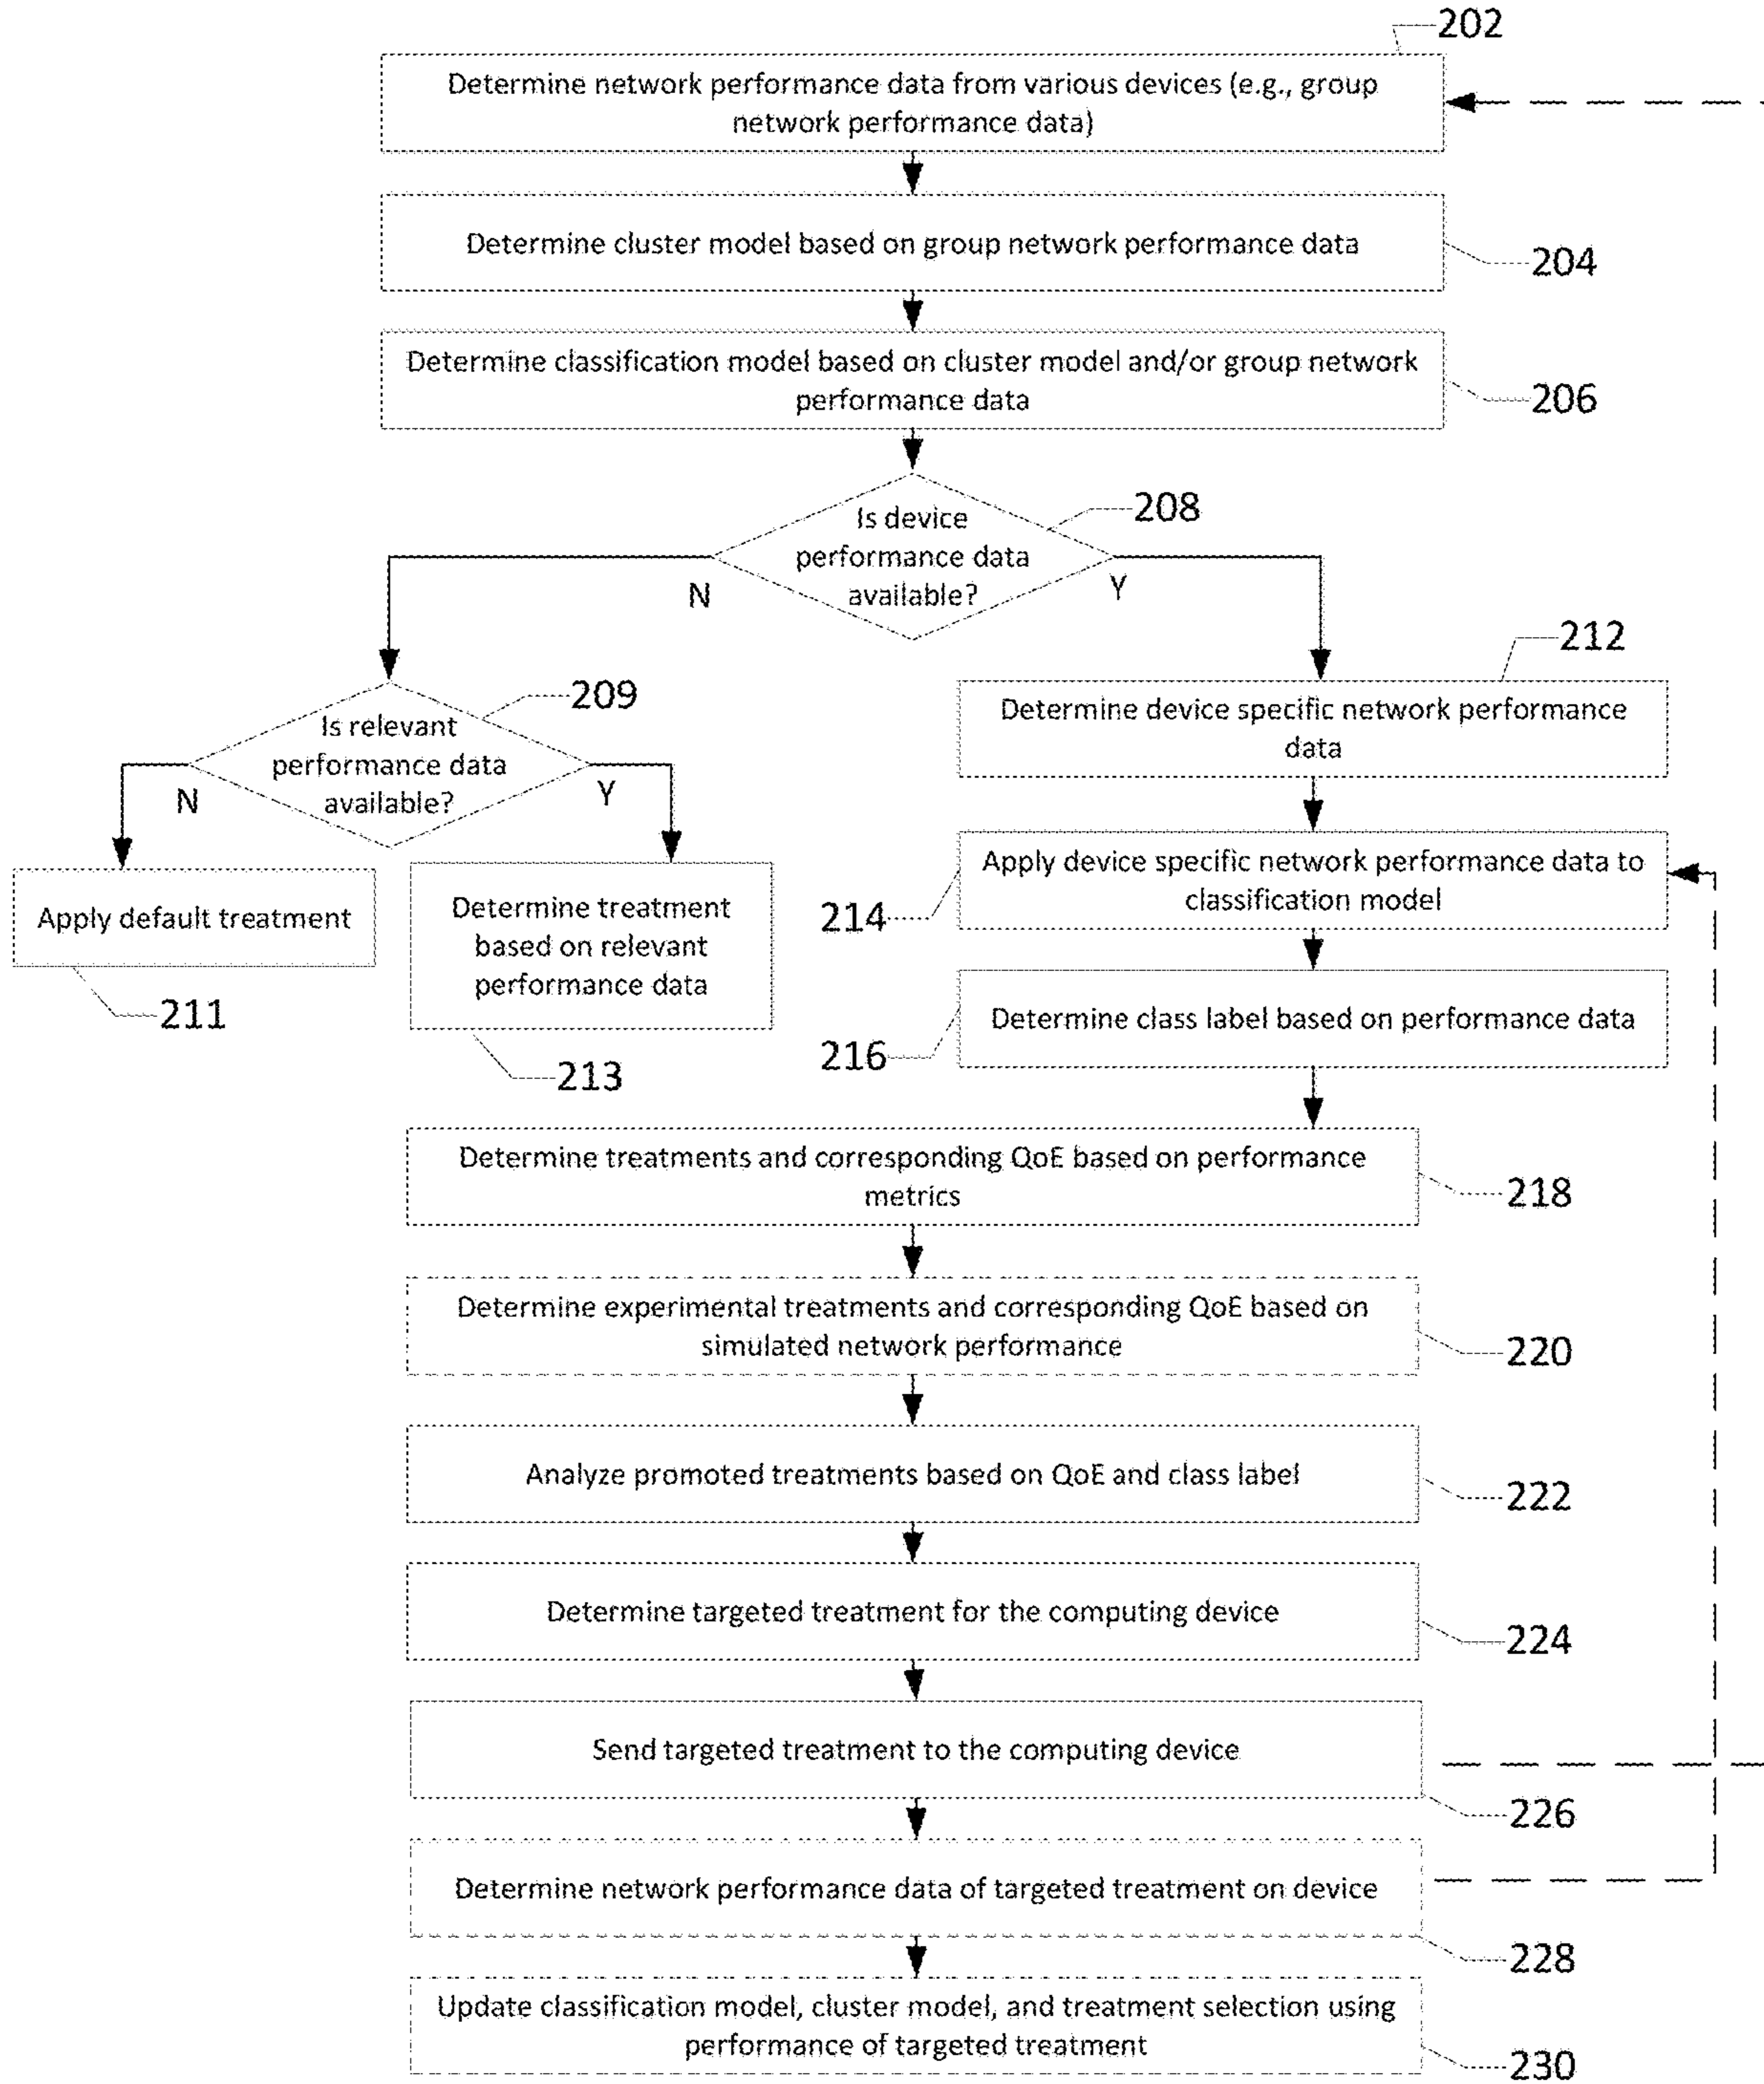 202
Determine network performance data from various devices (e.g., group
network performance data)
Determine cluster model based on group network performance data
204
Determine classification model based on cluster model and/or group network
performance data
206
Is device
performance data
available?
208
N
Y
212
Determine device specific network performance
data
209
Is relevant
performance data
available?
N
Y
Apply default treatment
211
Determine treatment
based on relevant
performance data
213
Apply device specific network performance data to
classification model
214
Determine class label based on performance data
216
Determine treatments and corresponding QoE based on performance
metrics
218
Determine experimental treatments and corresponding QoE based on
simulated network performance
220
Analyze promoted treatments based on QoE and class label
222
Determine targeted treatment for the computing device
224
Send targeted treatment to the computing device
226
Determine network performance data of targeted treatment on device
228
Update classification model, cluster model, and treatment selection using
performance of targeted treatment
230